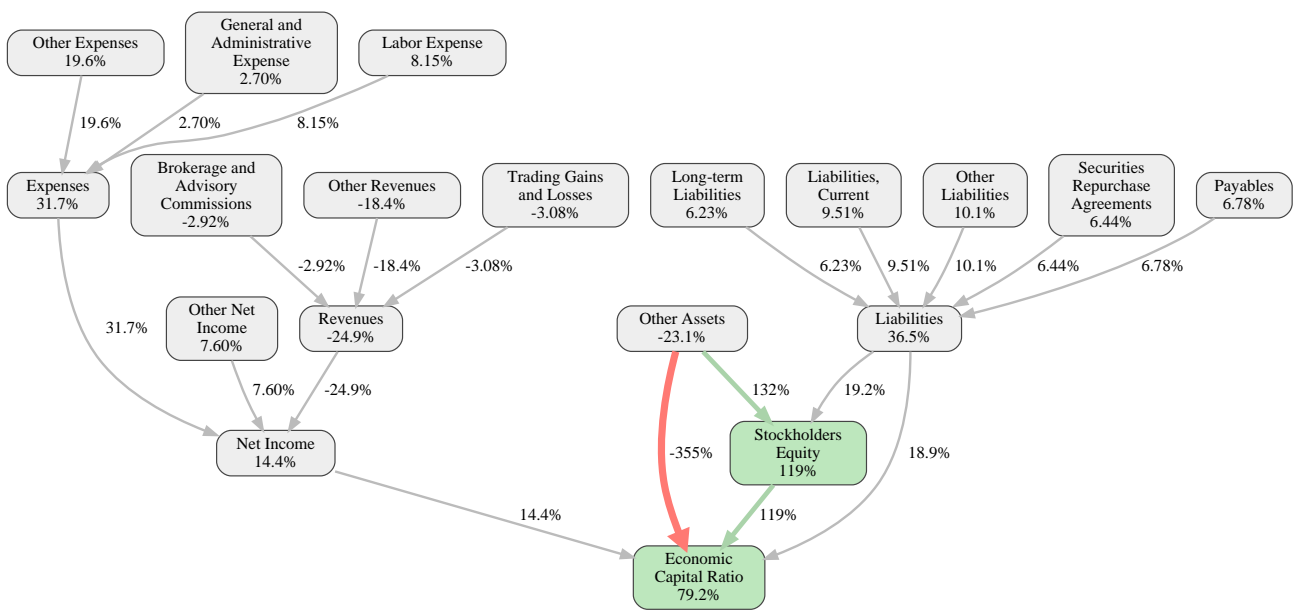 Other Expenses
19.6%
General and
Administrative
Expense
2.70%
Labor Expense
8.15%
19.6%
2.70%
8.15%
Expenses
31.7%
Brokerage and
Advisory
Commissions
-2.92%
Other Revenues
-18.4%
Trading Gains
and Losses
-3.08%
Long-term
Liabilities
6.23%
Liabilities,
Current
9.51%
Other
Liabilities
10.1%
Securities
Repurchase
Agreements
6.44%
Payables
6.78%
-2.92%
-18.4%
-3.08%
6.23%
9.51%
10.1%
6.44%
6.78%
31.7%
Other Net
Income
7.60%
Revenues
-24.9%
Other Assets
-23.1%
Liabilities
36.5%
7.60%
-24.9%
132%
19.2%
Net Income
14.4%
-355%
Stockholders
Equity
119%
18.9%
14.4%
119%
Economic
Capital Ratio
79.2%